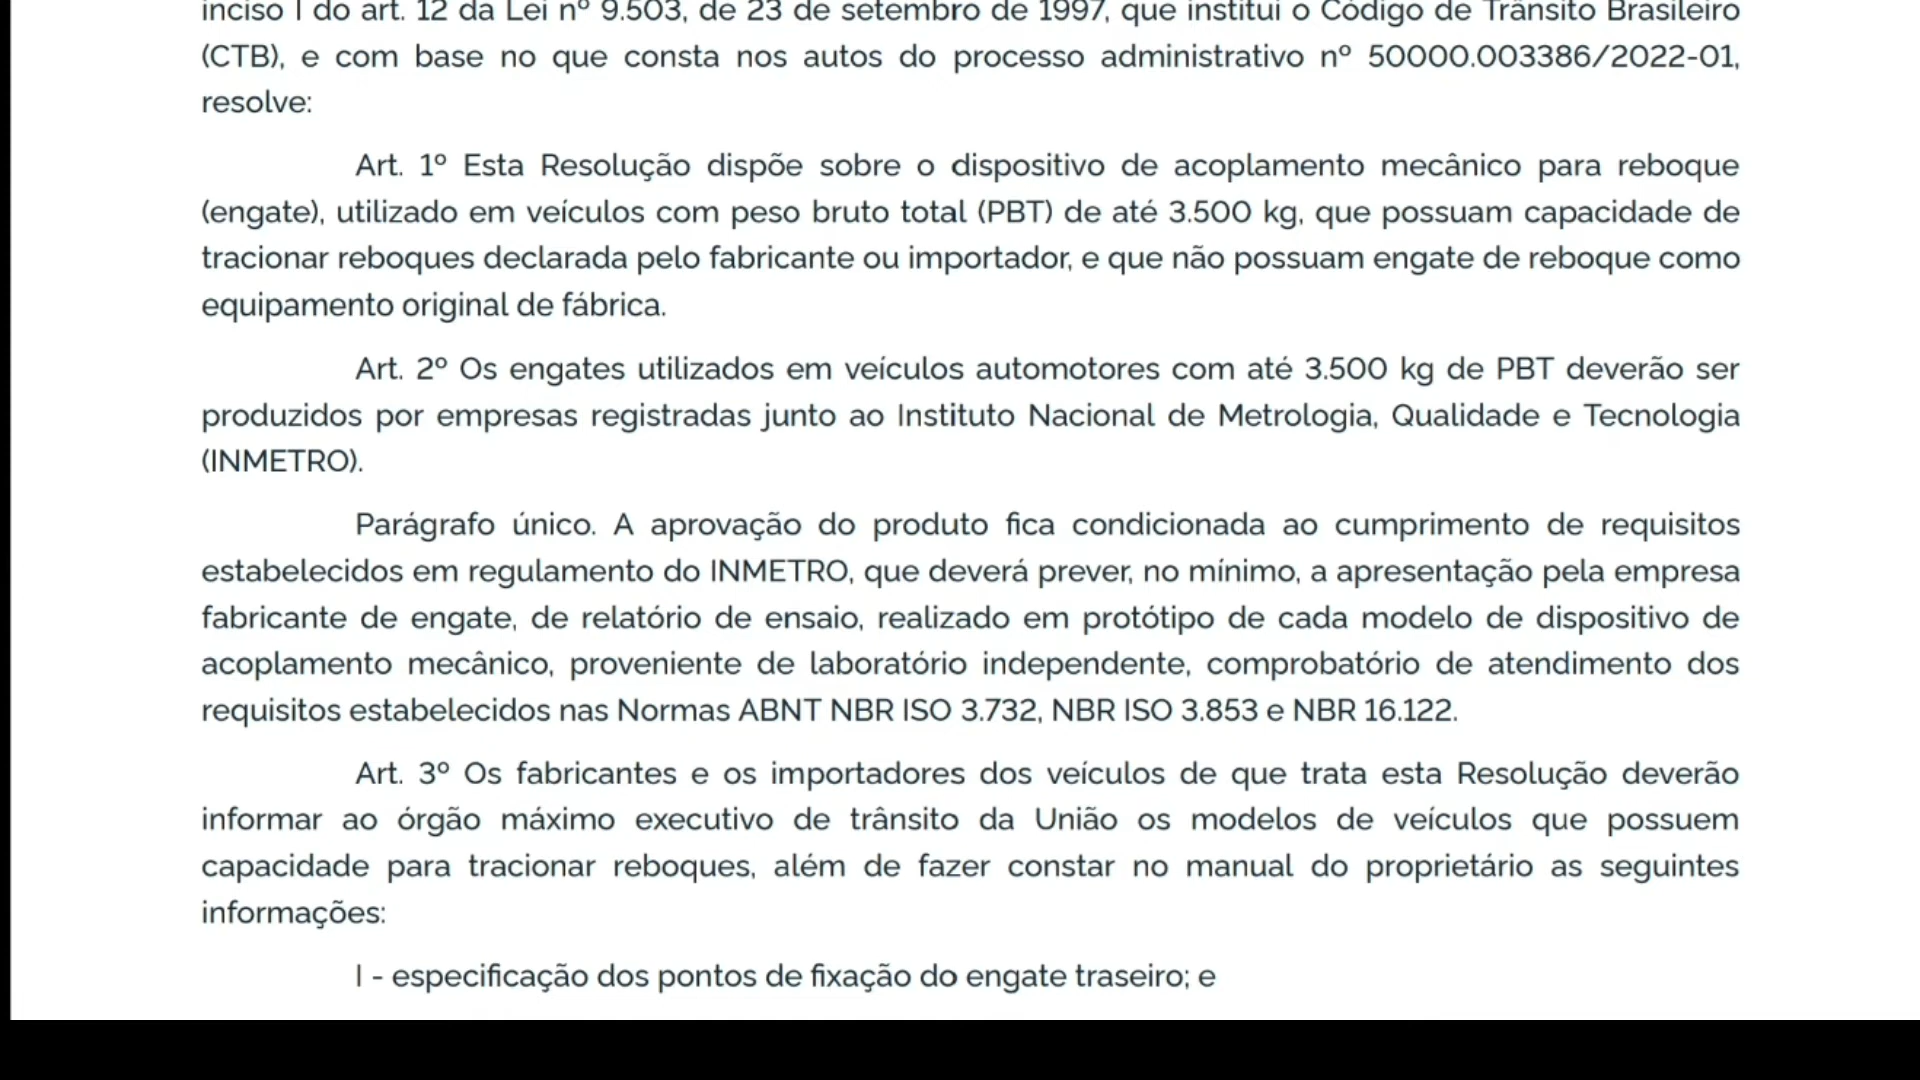 inciso I do art. 12 da Lei nº 9.503, de 23 de setembro de 1997, que institui o Código de Trânsito Brasileiro
(CTB), e com base no que consta nos autos do processo administrativo nº 50000.003386/2022-01,
resolve:
Art. 1º Esta Resolução dispõe sobre o dispositivo de acoplamento mecânico para reboque
(engate), utilizado em veículos com peso bruto total (PBT) de até 3.500 kg, que possuam capacidade de
tracionar reboques declarada pelo fabricante ou importador, e que não possuam engate de reboque como
equipamento original de fábrica.
Art. 2º Os engates utilizados em veículos automotores com até 3.500 kg de PBT deverão ser
produzidos por empresas registradas junto ao Instituto Nacional de Metrologia, Qualidade e Tecnologia
(INMETRO).
Parágrafo único. A aprovação do produto fica condicionada ao cumprimento de requisitos
estabelecidos em regulamento do INMETRO, que deverá prever, no mínimo, a apresentação pela empresa
fabricante de engate, de relatório de ensaio, realizado em protótipo de cada modelo de dispositivo de
acoplamento mecânico, proveniente de laboratório independente, comprobatório de atendimento dos
requisitos estabelecidos nas Normas ABNT NBR ISO 3.732, NBR ISO 3.853 e NBR 16.122.
Art. 3º Os fabricantes e os importadores dos veículos de que trata esta Resolução deverão
informar ao órgão máximo executivo de trânsito da União os modelos de veículos que possuem
capacidade para tracionar reboques, além de fazer constar no manual do proprietário as seguintes
informações:
I - especificação dos pontos de fixação do engate traseiro; e